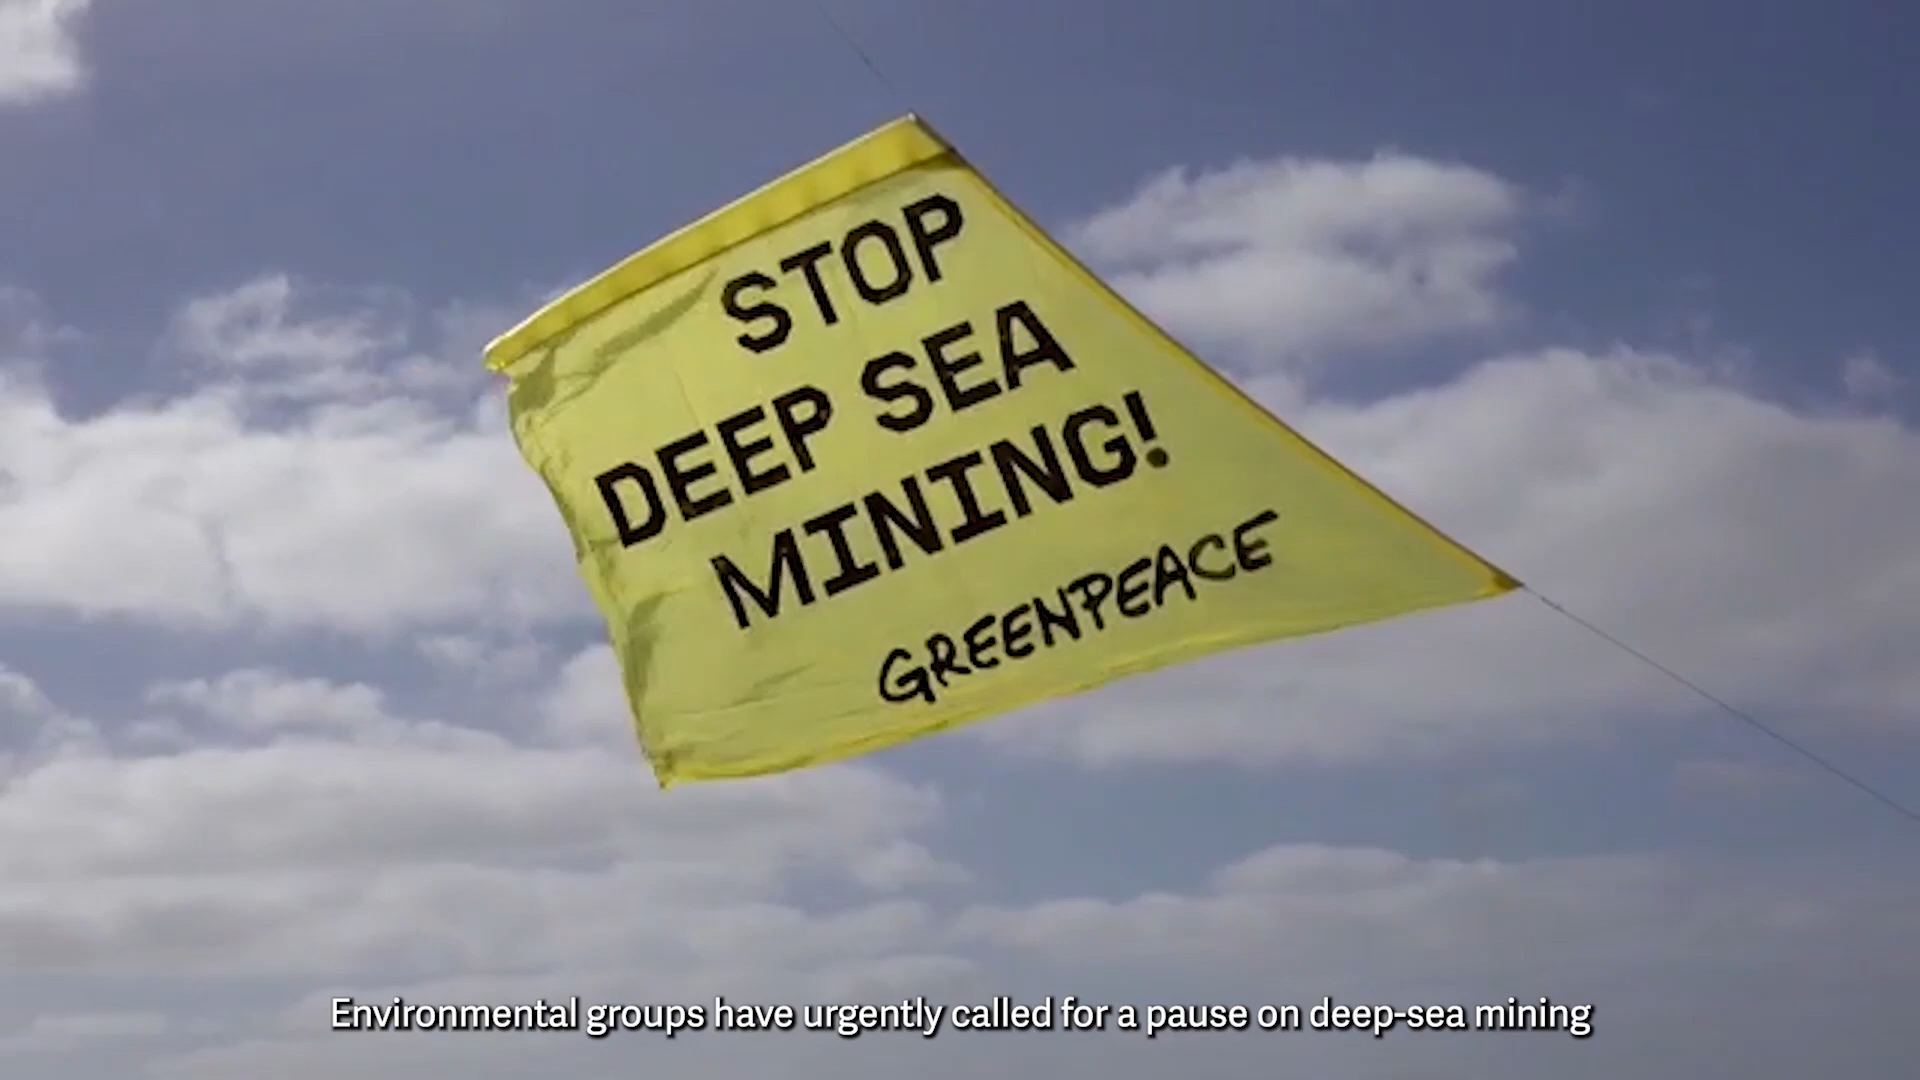 STOP
DEEP SEA
MINING!
GREENPEACE
Environmental groups have urgently called for a pause on deep-sea mining